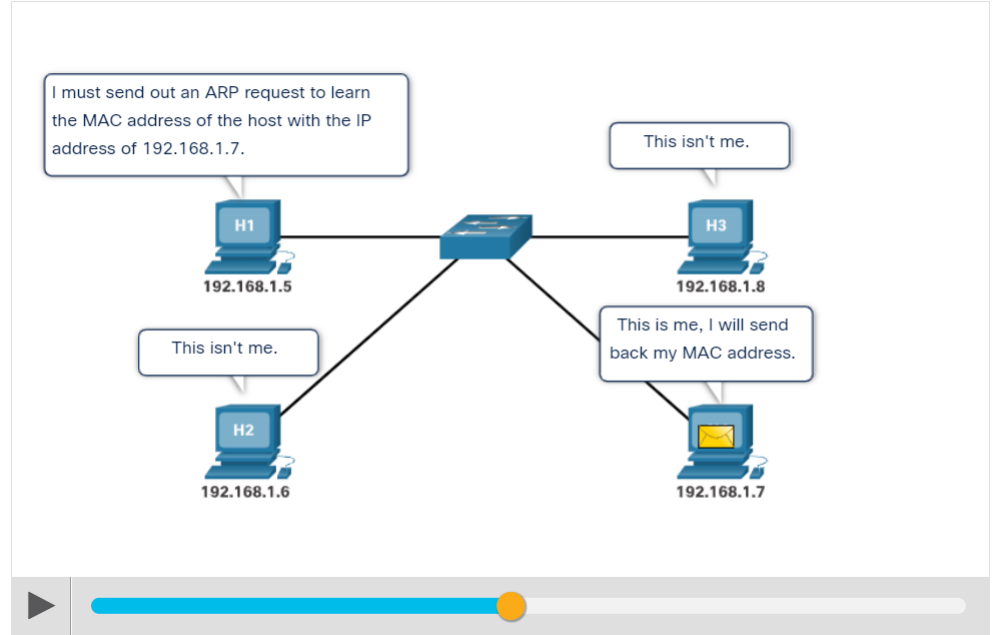 I must send out an ARP request to learn
the MAC address of the host with the IP
address of 192.168.1.7.
This isn't me.
H1
H3
192.168.1.5
192.168.1.8
This isn't me.
This is me, I will send
back my MAC address.
H2
192.168.1.6
192.168.1.7